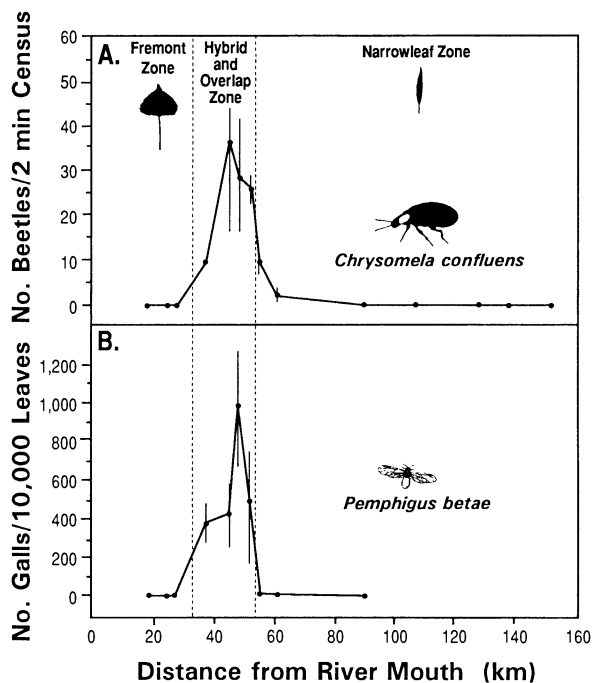 No. Beetles/2 min Census
60
50
40
30
20
10
0
A.
Fremont
Zone
Hybrid
and
Overlap
Zone
Narrowleaf Zone
Chrysomela confluens
No. Galls/10,000 Leaves
1,200
1,000
800
600
400
200
0
B.
Pemphigus betae
0 20 40 60 80 100 120 140 160
Distance from River Mouth (km)